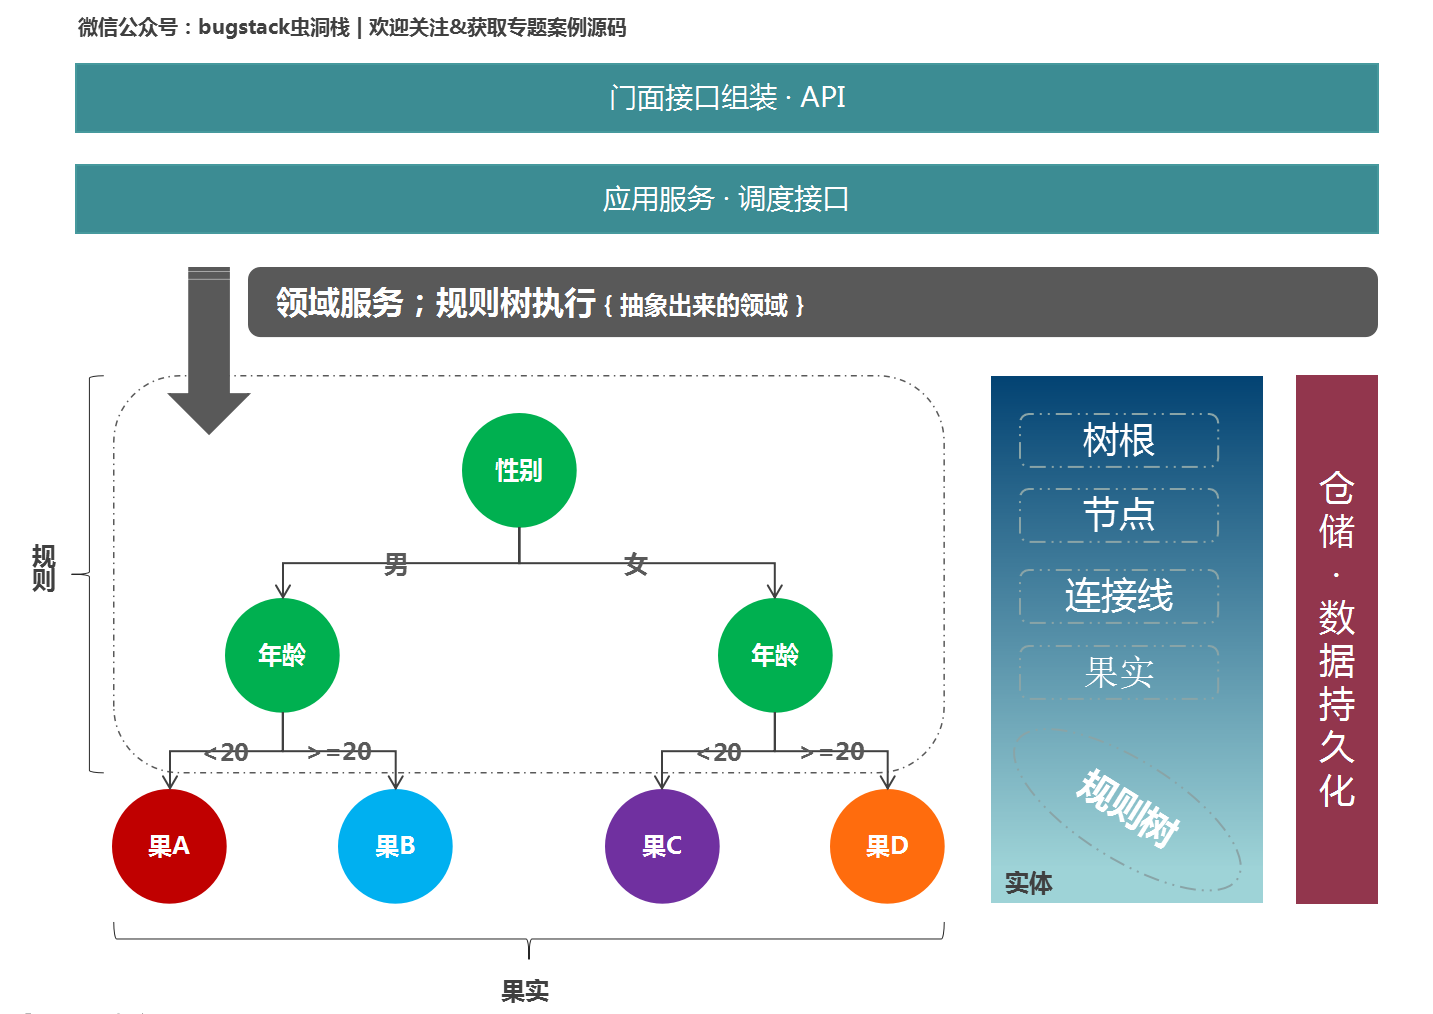 微信公众号：bugstack虫洞栈 | 欢迎关注&获取专题案例源码
门面接口组装 · API
应用服务 · 调度接口
领域服务；规则树执行 { 抽象出来的领域 }
规则
性别
男
女
年龄
年龄
<20
>=20
<20
>=20
果A
果B
果C
果D
果实
树根
节点
连接线
果实
规则树
实体
仓储·数据持久化